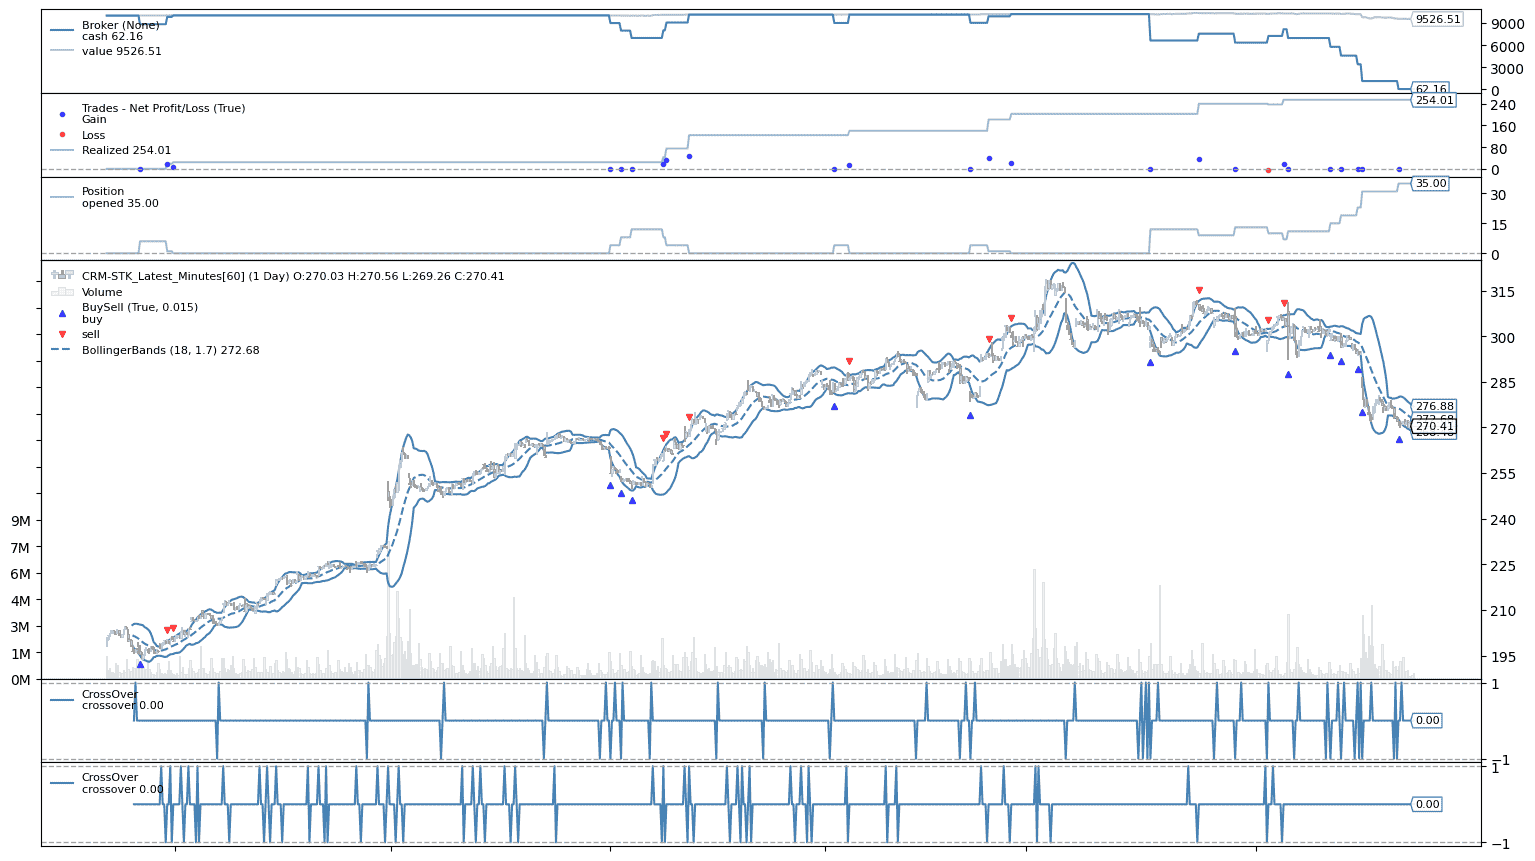 Broker (None)
cash 62.16
value 9526.51
9526.51
9000
6000
3000
0
62.16
Trades - Net Profit/Loss (True)
Gain
Loss
Realized 254.01
254.01
240
160
80
0
Position
opened 35.00
35.00
30
15
0
CRM-STK_Latest_Minutes[60] (1 Day) O:270.03 H:270.56 L:269.26 C:270.41
Volume
BuySell (True, 0.015)
buy
sell
BollingerBands (18, 1.7) 272.68
315
300
285
276.88
272.68
270.41
270
255
240
225
210
195
9M
7M
6M
4M
3M
1M
0M
CrossOver
crossover 0.00
1
0.00
−1
CrossOver
crossover 0.00
1
0.00
−1